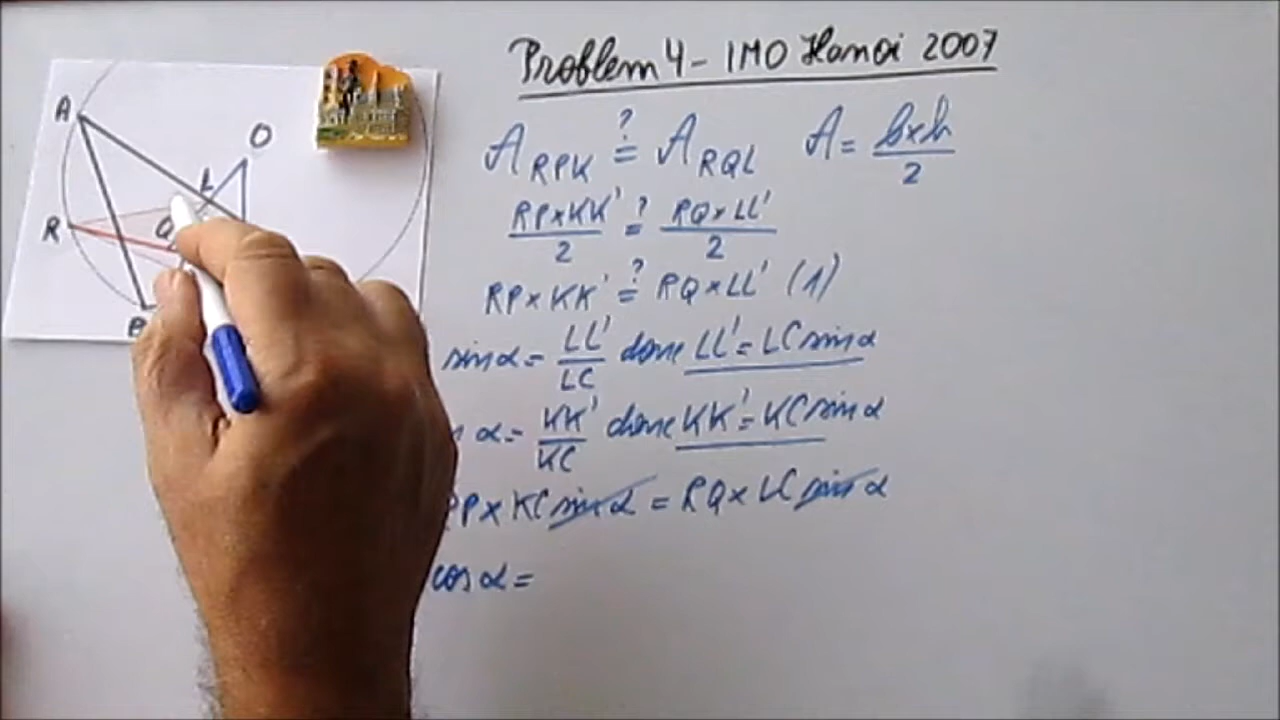 Problem 4 - IMO Hanoi 2007
A
O
L
R
Q
B
A_RPK ?= A_RQL A = b×h/2
RP×KK'/2 ?= RQ×LL'/2
RP×KK' ?= RQ×LL' (1)
sin α = LL'/LC donc LL' = LC sin α
α = KK'/KC donc KK' = KC sin α
RP×KC sin α = RQ×LC sin α
cos α =